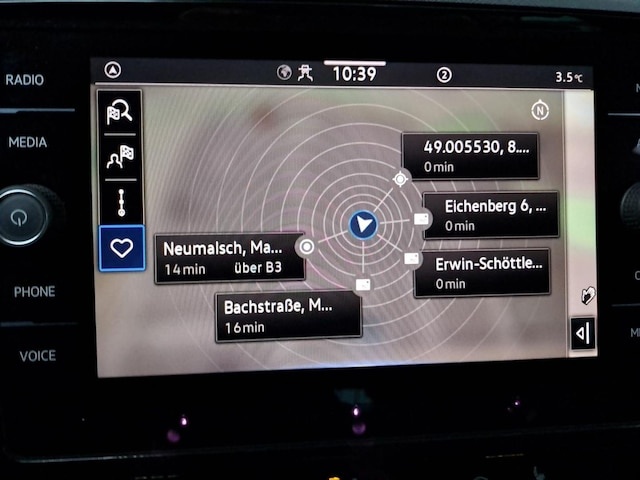 RADIO
MEDIA
PHONE
VOICE
10:39
2
3.5°C
N
49.005530, 8....
0 min
Eichenberg 6, ...
0 min
Neumalsch, Ma...
14 min über B3
Erwin-Schöttle...
0 min
Bachstraße, M...
16 min